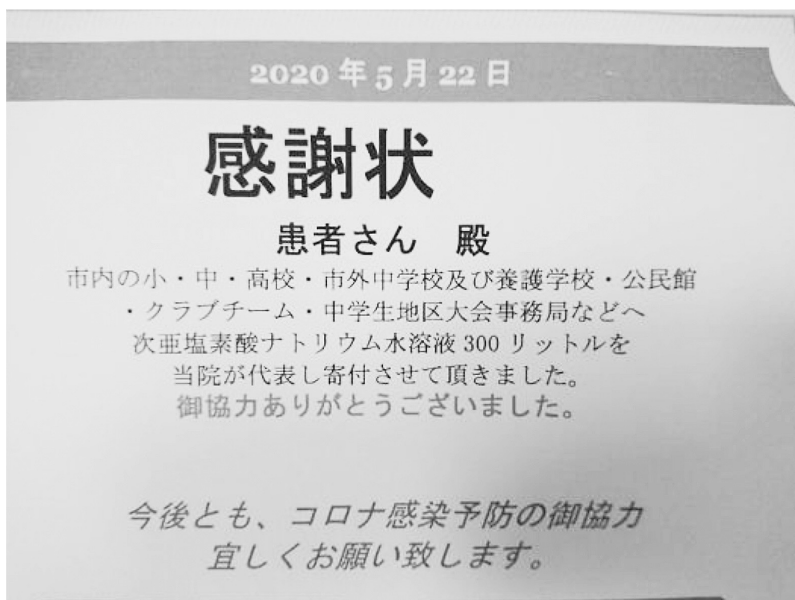 2020年5月22日
感謝状
患者さん　殿
市内の小・中・高校・市外中学校及び養護学校・公民館
・クラブチーム・中学生地区大会事務局などへ
次亜塩素酸ナトリウム水溶液 300 リットルを
当院が代表し寄付させて頂きました。
御協力ありがとうございました。
今後とも、コロナ感染予防の御協力
宜しくお願い致します。